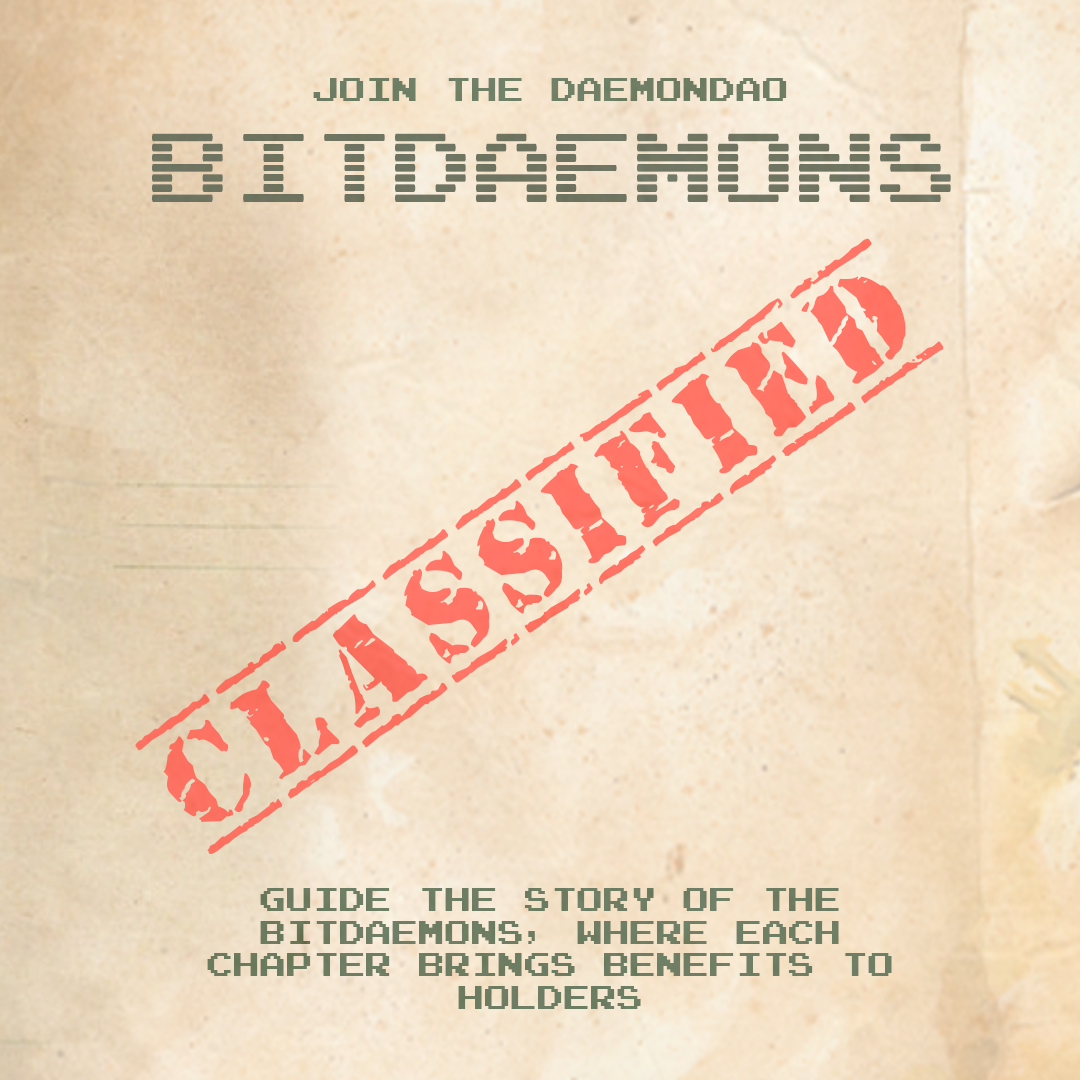 JOIN THE DAEMONDAO
BITDAEMONS
CLASSIFIED
GUIDE THE STORY OF THE
BITDAEMONS, WHERE EACH
CHAPTER BRINGS BENEFITS TO
HOLDERS